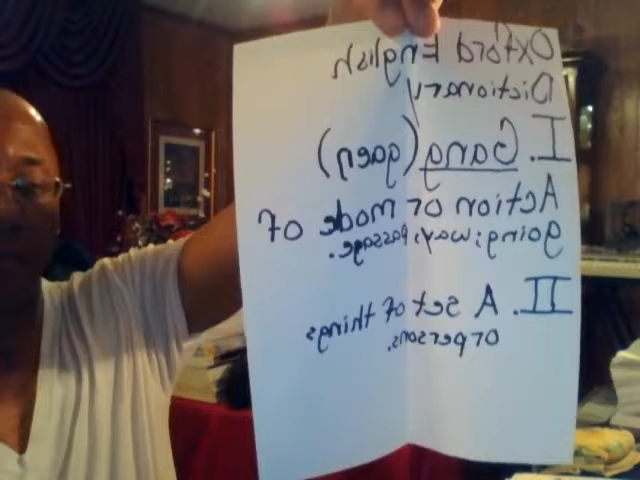 Oxford English
Dictionary
I. Gang (gaen)
Action or mode of
going; way; passage.
II. A set of things
or persons.